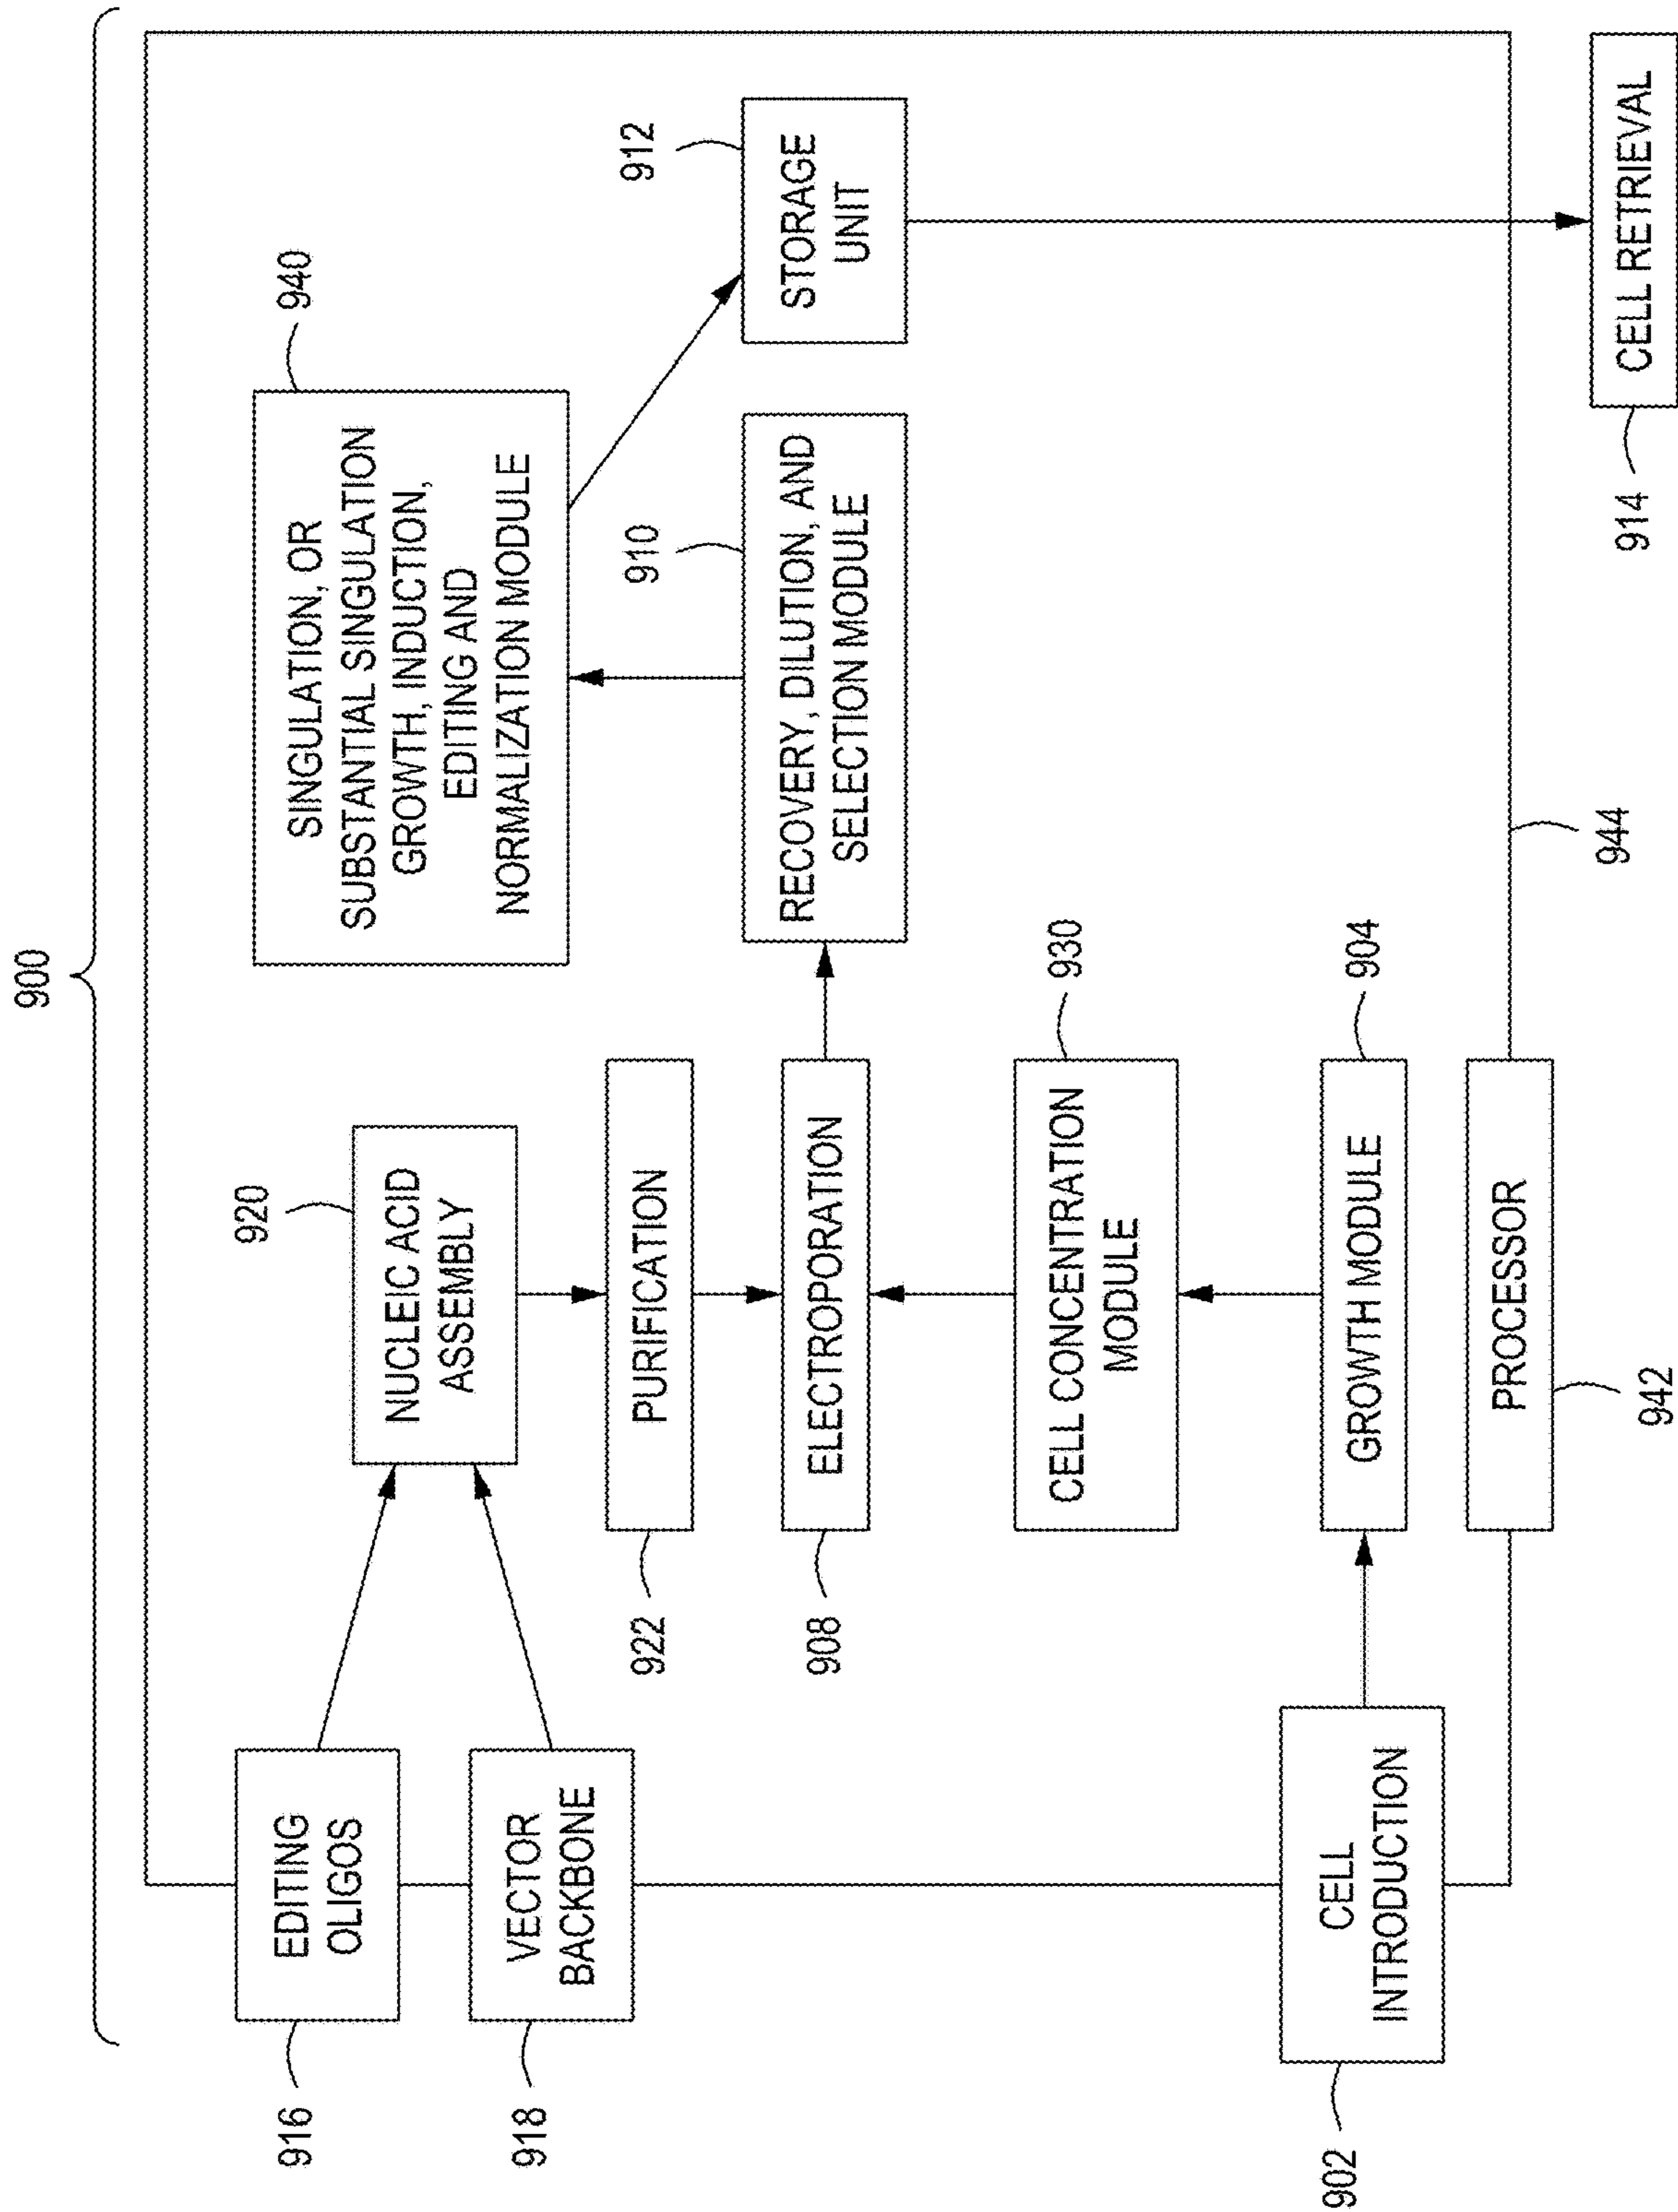 900
916
EDITING
OLIGOS
918
VECTOR
BACKBONE
920
NUCLEIC ACID
ASSEMBLY
922
PURIFICATION
908
ELECTROPORATION
CELL CONCENTRATION
MODULE
930
902
CELL
INTRODUCTION
GROWTH MODULE
904
PROCESSOR
942
944
940
SINGULATION, OR
SUBSTANTIAL SINGULATION
GROWTH, INDUCTION,
EDITING AND
NORMALIZATION MODULE
910
RECOVERY, DILUTION, AND
SELECTION MODULE
912
STORAGE
UNIT
914
CELL RETRIEVAL